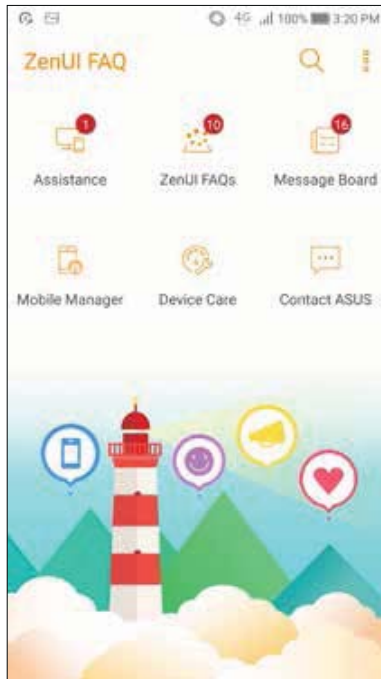 4G 100% 3:20 PM
ZenUI FAQ
1 10 16
Assistance ZenUI FAQs Message Board
Mobile Manager Device Care Contact ASUS